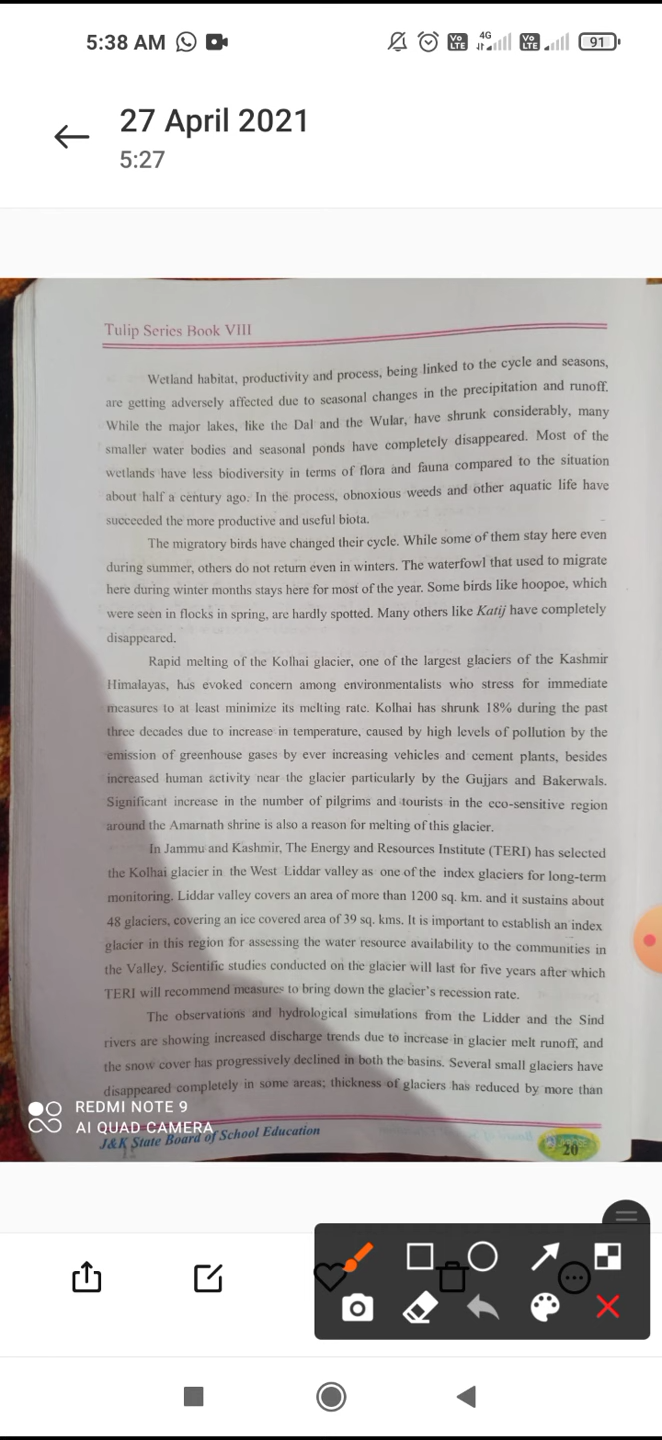 5:38 AM
4G
Vo LTE
Vo LTE
91
27 April 2021
5:27
Tulip Series Book VIII
Wetland habitat, productivity and process, being linked to the cycle and seasons,
are getting adversely affected due to seasonal changes in the precipitation and runoff.
While the major lakes, like the Dal and the Wular, have shrunk considerably, many
smaller water bodies and seasonal ponds have completely disappeared. Most of the
wetlands have less biodiversity in terms of flora and fauna compared to the situation
about half a century ago. In the process, obnoxious weeds and other aquatic life have
succeeded the more productive and useful biota.
The migratory birds have changed their cycle. While some of them stay here even
during summer, others do not return even in winters. The waterfowl that used to migrate
here during winter months stays here for most of the year. Some birds like hoopoe, which
were seen in flocks in spring, are hardly spotted. Many others like Katij have completely
disappeared.
Rapid melting of the Kolhai glacier, one of the largest glaciers of the Kashmir
Himalayas, has evoked concern among environmentalists who stress for immediate
measures to at least minimize its melting rate. Kolhai has shrunk 18% during the past
three decades due to increase in temperature, caused by high levels of pollution by the
emission of greenhouse gases by ever increasing vehicles and cement plants, besides
increased human activity near the glacier particularly by the Gujjars and Bakerwals.
Significant increase in the number of pilgrims and tourists in the eco-sensitive region
around the Amarnath shrine is also a reason for melting of this glacier.
In Jammu and Kashmir, The Energy and Resources Institute (TERI) has selected
the Kolhai glacier in the West Liddar valley as one of the index glaciers for long-term
monitoring. Liddar valley covers an area of more than 1200 sq. km. and it sustains about
48 glaciers, covering an ice covered area of 39 sq. kms. It is important to establish an index
glacier in this region for assessing the water resource availability to the communities in
the Valley. Scientific studies conducted on the glacier will last for five years after which
TERI will recommend measures to bring down the glacier's recession rate.
The observations and hydrological simulations from the Lidder and the Sind
rivers are showing increased discharge trends due to increase in glacier melt runoff, and
the snow cover has progressively declined in both the basins. Several small glaciers have
disappeared completely in some areas; thickness of glaciers has reduced by more than
REDMI NOTE 9
AI QUAD CAMERA
J&K State Board of School Education
20